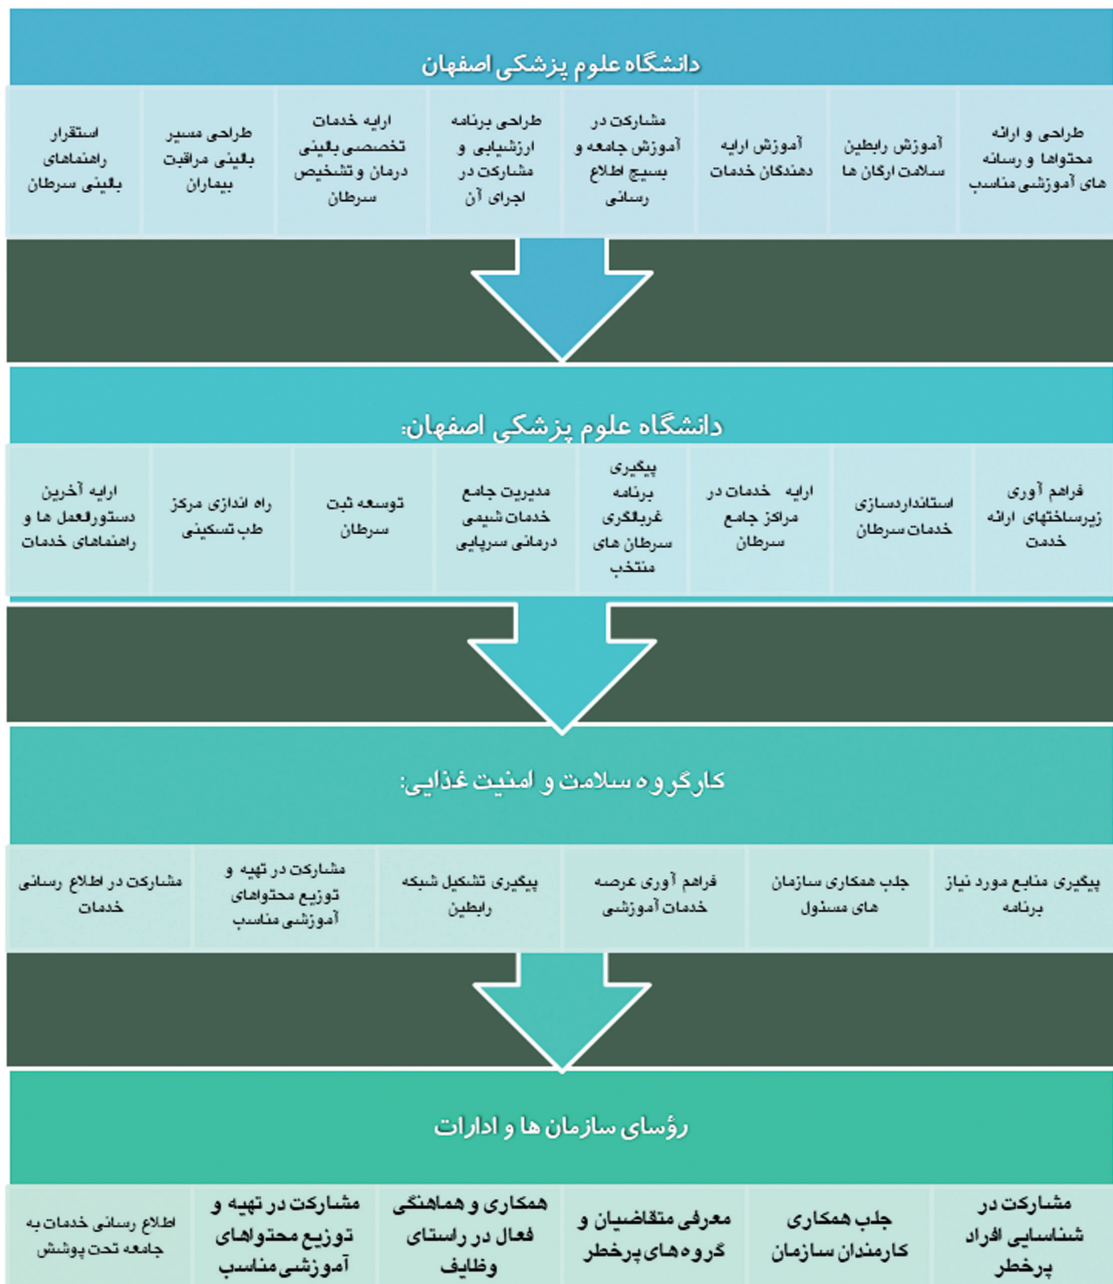 دانشگاه علوم پزشکی اصفهان
طراحی و ارائه
محتواها و رسانه
های آموزشی مناسب
آموزش رابطین
سلامت ارگان ها
آموزش ارایه
دهندگان خدمات
مشارکت در
آموزش جامعه و
بسیج اطلاع
رسانی
طراحی برنامه
ارزشیابی و
مشارکت در
اجرای آن
ارایه خدمات
تخصصی بالینی
درمان و تشخیص
سرطان
طراحی مسیر
بالینی مراقبت
بیماران
استقرار
راهنماهای
بالینی سرطان
دانشگاه علوم پزشکی اصفهان:
فراهم آوری
زیرساختهای ارائه
خدمت
استانداردسازی
خدمات سرطان
ارایه خدمات در
مراکز جامع
سرطان
پیگیری
برنامه
غربالگری
سرطان های
منتخب
مدیریت جامع
خدمات شیمی
درمانی سرپایی
توسعه ثبت
سرطان
راه اندازی مرکز
طب تسکینی
ارایه آخرین
دستورالعمل ها و
راهنماهای خدمات
کارگروه سلامت و امنیت غذایی:
پیگیری منابع مورد نیاز
برنامه
جلب همکاری سازمان
های مسئول
فراهم آوری عرصه
خدمات آموزشی
پیگیری تشکیل شبکه
رابطین
مشارکت در تهیه و
توزیع محتواهای
آموزشی مناسب
مشارکت در اطلاع رسانی
خدمات
رؤسای سازمان ها و ادارات
مشارکت در
شناسایی افراد
پرخطر
جلب همکاری
کارمندان سازمان
معرفی متقاضیان و
گروه های پرخطر
همکاری و هماهنگی
فعال در راستای
وظایف
مشارکت در تهیه و
توزیع محتواهای
آموزشی مناسب
اطلاع رسانی خدمات به
جامعه تحت پوشش